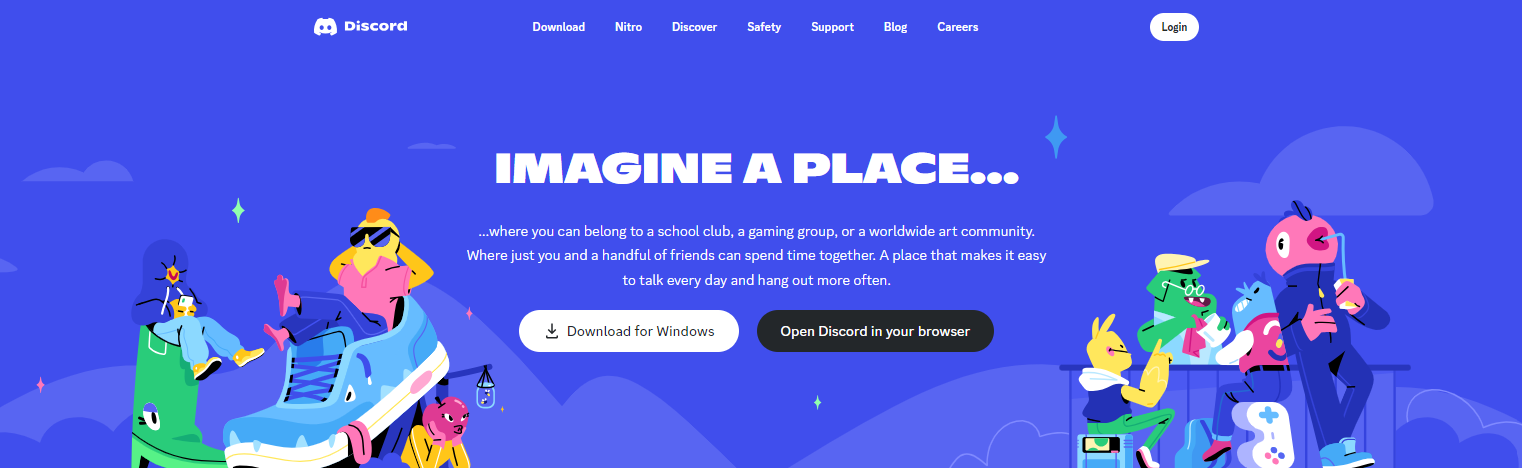 Discord
Download
Nitro
Discover
Safety
Support
Blog
Careers
Login
IMAGINE A PLACE...
...where you can belong to a school club, a gaming group, or a worldwide art community.
Where just you and a handful of friends can spend time together. A place that makes it easy
to talk every day and hang out more often.
Download for Windows
Open Discord in your browser